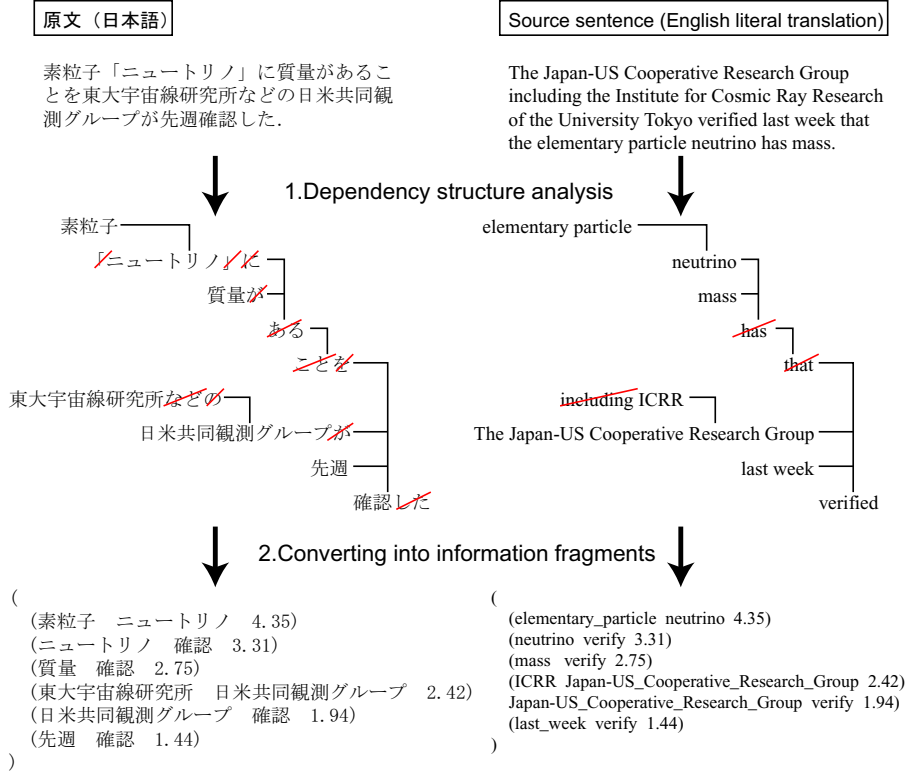 原文（日本語）
Source sentence (English literal translation)
素粒子「ニュートリノ」に質量があるこ
とを東大宇宙線研究所などの日米共同観
測グループが先週確認した．
The Japan-US Cooperative Research Group
including the Institute for Cosmic Ray Research
of the University Tokyo verified last week that
the elementary particle neutrino has mass.
1.Dependency structure analysis
素粒子
「ニュートリノ」に
質量が
ある
ことを
東大宇宙線研究所などの
日米共同観測グループが
先週
確認した
elementary particle
neutrino
mass
has
that
including ICRR
The Japan-US Cooperative Research Group
last week
verified
2.Converting into information fragments
(
(素粒子　ニュートリノ　4.35)
(ニュートリノ　確認　3.31)
(質量　確認　2.75)
(東大宇宙線研究所　日米共同観測グループ　2.42)
(日米共同観測グループ　確認　1.94)
(先週　確認　1.44)
)
(
(elementary_particle neutrino 4.35)
(neutrino verify 3.31)
(mass verify 2.75)
(ICRR Japan-US_Cooperative_Research_Group 2.42)
Japan-US_Cooperative_Research_Group verify 1.94)
(last_week verify 1.44)
)